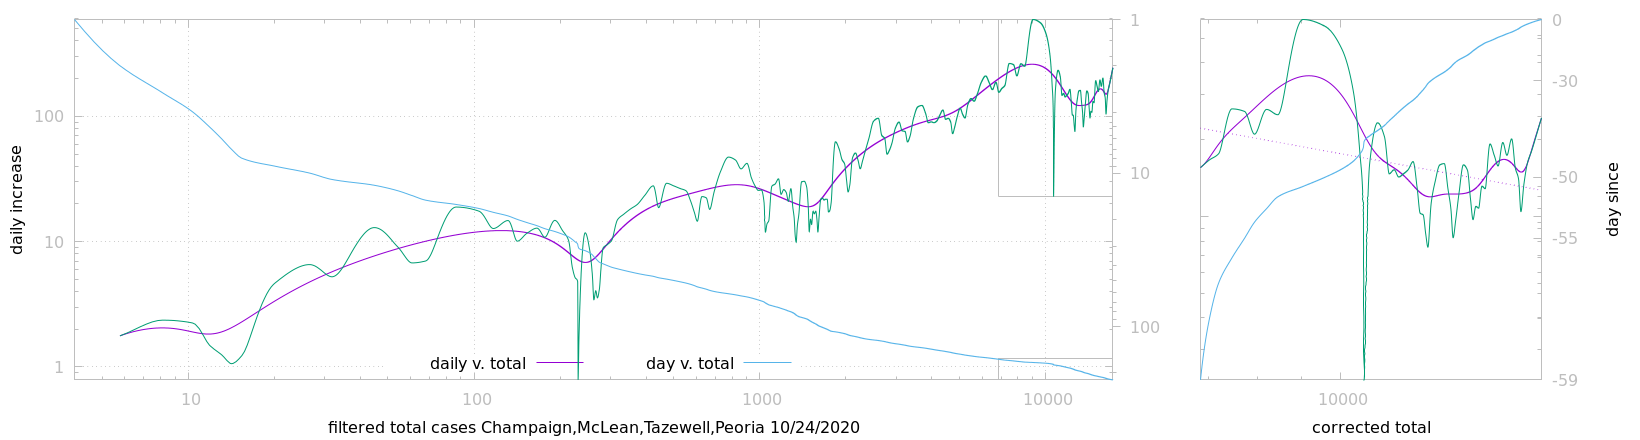 daily increase
100
10
1
10
100
1000
10000
1
10
100
daily v. total
day v. total
filtered total cases Champaign,McLean,Tazewell,Peoria 10/24/2020
0
-30
-50
-55
-59
day since
10000
corrected total